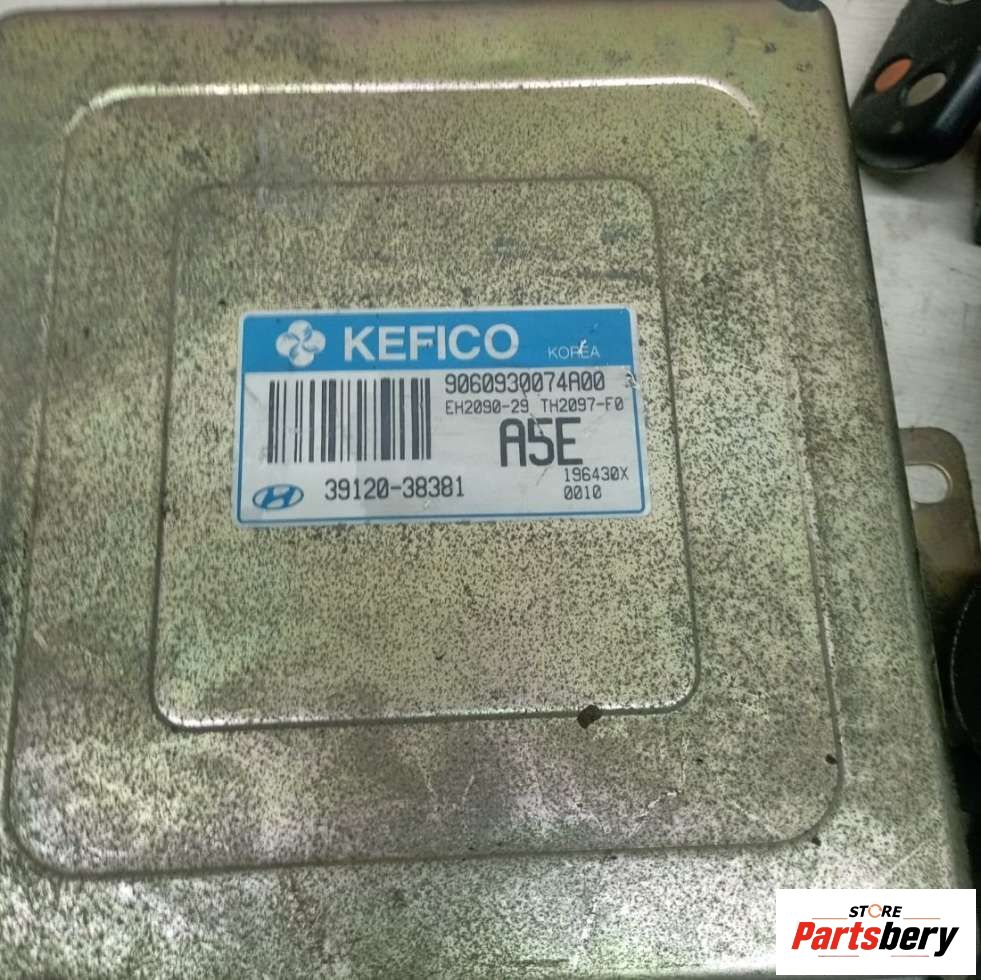 KEFICO KOREA
9060930074A00
EH2090-29 TH2097-F0
A5E
39120-38381
196430X
0010
STORE
Partsbery